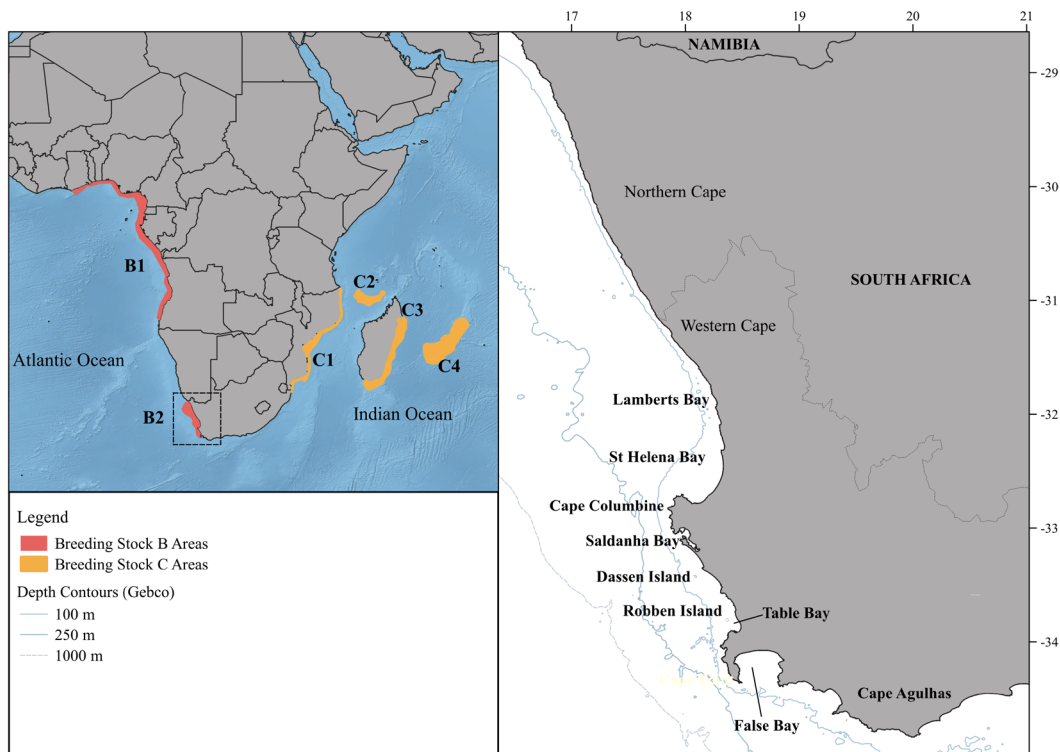 17 18 19 20 21
NAMIBIA
-29
-30
Northern Cape
SOUTH AFRICA
-31
Western Cape
Lamberts Bay
-32
St Helena Bay
Cape Columbine
-33
Saldanha Bay
Dassen Island
Robben Island
Table Bay
-34
Cape Agulhas
False Bay
B1
C2
C3
C1
C4
Atlantic Ocean
B2
Indian Ocean
Legend
Breeding Stock B Areas
Breeding Stock C Areas
Depth Contours (Gebco)
100 m
250 m
1000 m